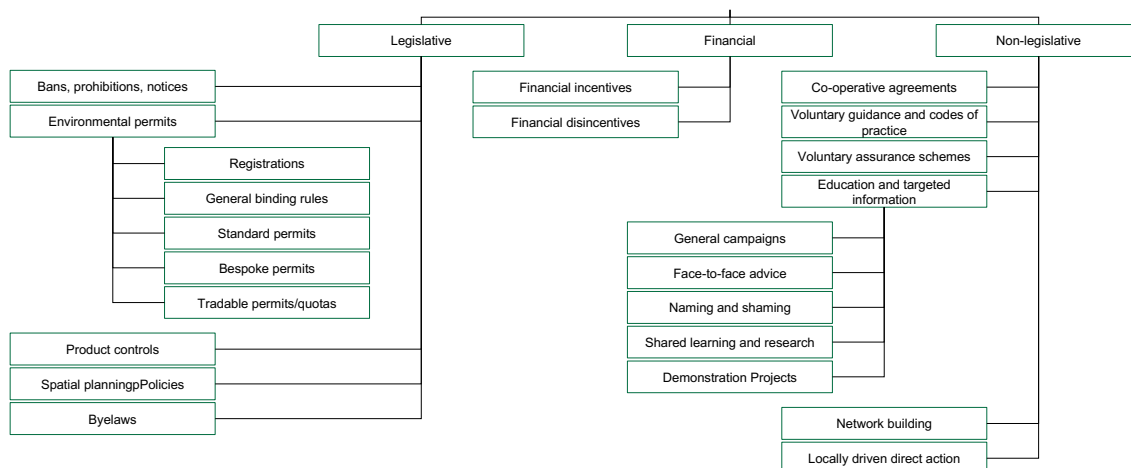 Legislative
Financial
Non-legislative
Bans, prohibitions, notices
Environmental permits
Registrations
General binding rules
Standard permits
Bespoke permits
Tradable permits/quotas
Product controls
Spatial planningpPolicies
Byelaws
Financial incentives
Financial disincentives
Co-operative agreements
Voluntary guidance and codes of
practice
Voluntary assurance schemes
Education and targeted
information
General campaigns
Face-to-face advice
Naming and shaming
Shared learning and research
Demonstration Projects
Network building
Locally driven direct action